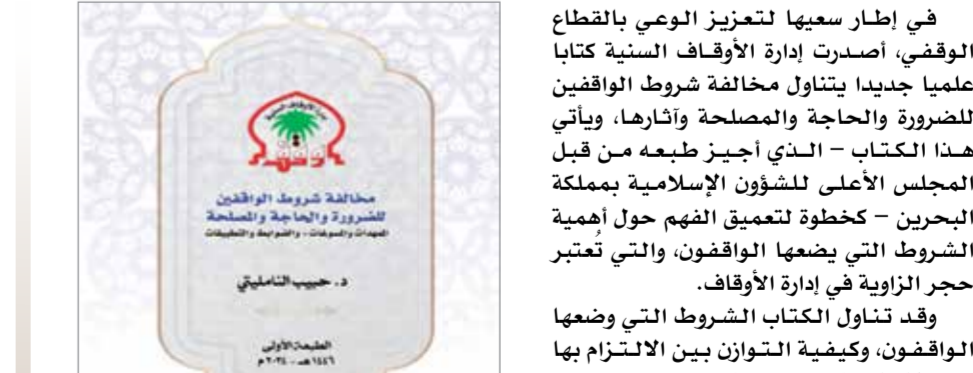 في إطار سعيها لتعزيز الوعي بالقطاع
الوقفي، أصدرت إدارة الأوقاف السنية كتابا
علميا جديدا يتناول مخالفة شروط الواقفين
للضرورة والحاجة والمصلحة وآثارها، ويأتي
هذا الكتاب – الذي أجيز طبعه من قبل
المجلس الأعلى للشؤون الإسلامية بمملكة
البحرين – كخطوة لتعميق الفهم حول أهمية
الشروط التي يضعها الواقفون، والتي تُعتبر
حجر الزاوية في إدارة الأوقاف.
وقد تناول الكتاب الشروط التي وضعها
الواقفون، وكيفية التوازن بين الالتزام بها
مخالفة شروط الواقفين
للضرورة والحاجة والمصلحة
د. حبيب النامليتي
الطبعة الأولى
١٤٤٦هـ - ٢٠٢٤م